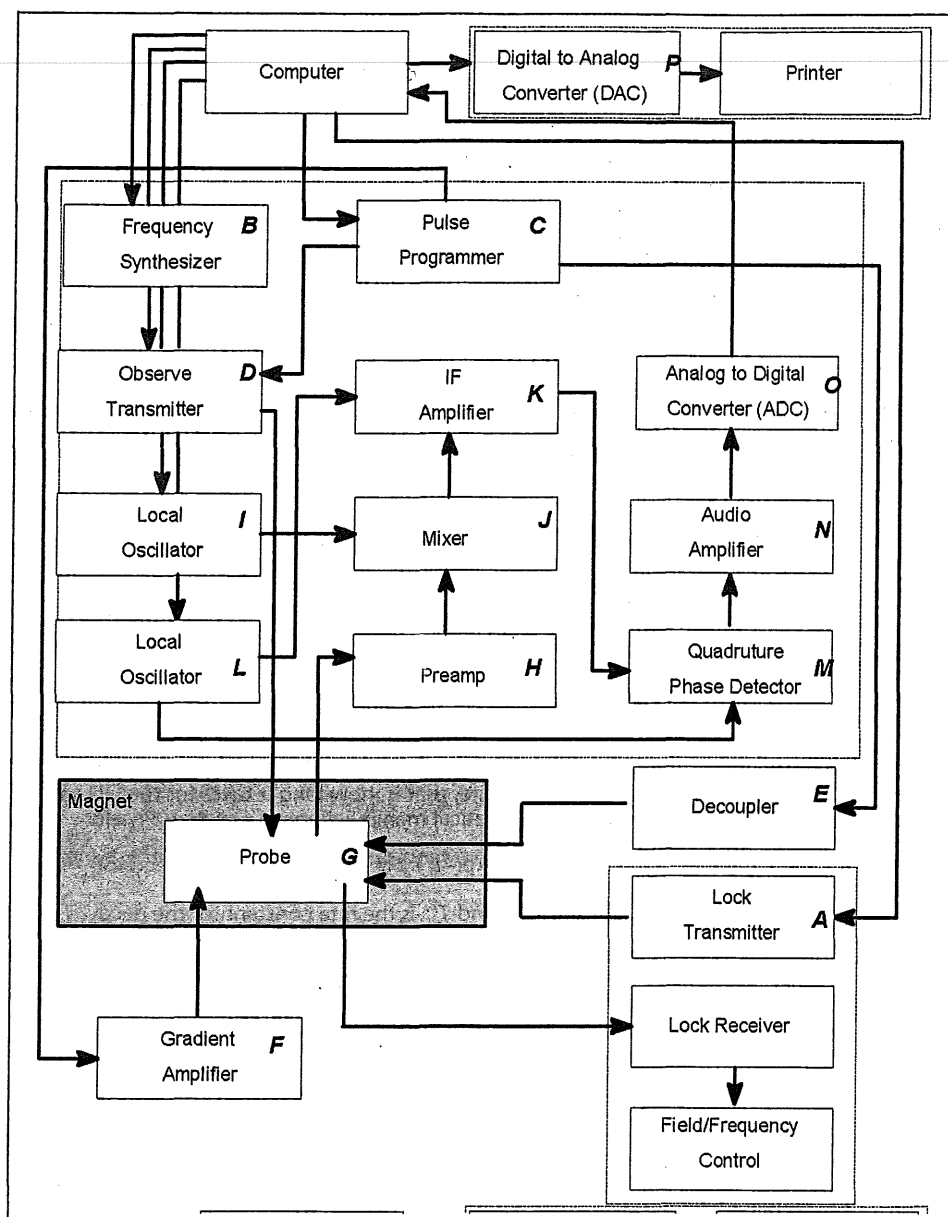 Computer
Digital to Analog P
Converter (DAC)
Printer
Frequency B
Synthesizer
Pulse C
Programmer
Observe D
Transmitter
IF
Amplifier K
Analog to Digital O
Converter (ADC)
Local I
Oscillator
Mixer J
Audio N
Amplifier
Local
Oscillator L
Preamp H
Quadruture M
Phase Detector
Magnet
Probe G
Decoupler E
Lock A
Transmitter
Lock Receiver
Gradient F
Amplifier
Field/Frequency
Control